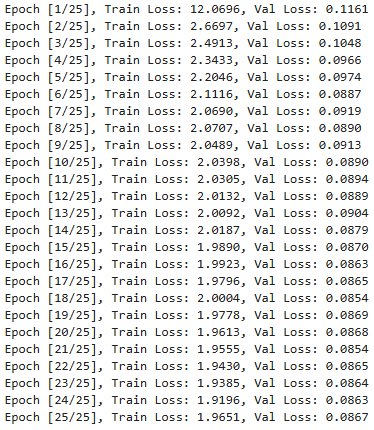 Epoch [1/25], Train Loss: 12.0696, Val Loss: 0.1161
Epoch [2/25], Train Loss: 2.6697, Val Loss: 0.1091
Epoch [3/25], Train Loss: 2.4913, Val Loss: 0.1048
Epoch [4/25], Train Loss: 2.3433, Val Loss: 0.0966
Epoch [5/25], Train Loss: 2.2046, Val Loss: 0.0974
Epoch [6/25], Train Loss: 2.1116, Val Loss: 0.0887
Epoch [7/25], Train Loss: 2.0690, Val Loss: 0.0919
Epoch [8/25], Train Loss: 2.0707, Val Loss: 0.0890
Epoch [9/25], Train Loss: 2.0489, Val Loss: 0.0913
Epoch [10/25], Train Loss: 2.0398, Val Loss: 0.0890
Epoch [11/25], Train Loss: 2.0305, Val Loss: 0.0894
Epoch [12/25], Train Loss: 2.0132, Val Loss: 0.0889
Epoch [13/25], Train Loss: 2.0092, Val Loss: 0.0904
Epoch [14/25], Train Loss: 2.0187, Val Loss: 0.0879
Epoch [15/25], Train Loss: 1.9890, Val Loss: 0.0870
Epoch [16/25], Train Loss: 1.9923, Val Loss: 0.0863
Epoch [17/25], Train Loss: 1.9796, Val Loss: 0.0865
Epoch [18/25], Train Loss: 2.0004, Val Loss: 0.0854
Epoch [19/25], Train Loss: 1.9778, Val Loss: 0.0869
Epoch [20/25], Train Loss: 1.9613, Val Loss: 0.0868
Epoch [21/25], Train Loss: 1.9555, Val Loss: 0.0854
Epoch [22/25], Train Loss: 1.9430, Val Loss: 0.0865
Epoch [23/25], Train Loss: 1.9385, Val Loss: 0.0864
Epoch [24/25], Train Loss: 1.9196, Val Loss: 0.0863
Epoch [25/25], Train Loss: 1.9651, Val Loss: 0.0867